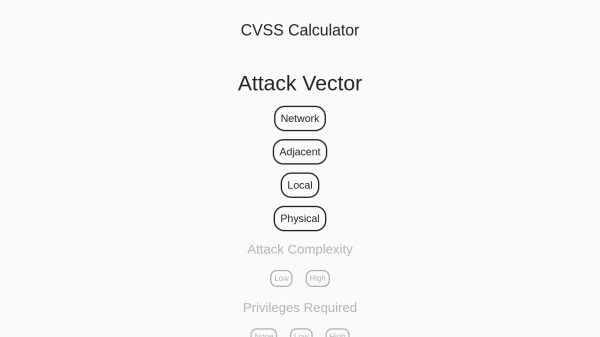 CVSS Calculator
Attack Vector
Network
Adjacent
Local
Physical
Attack Complexity
Low High
Privileges Required
None Low High